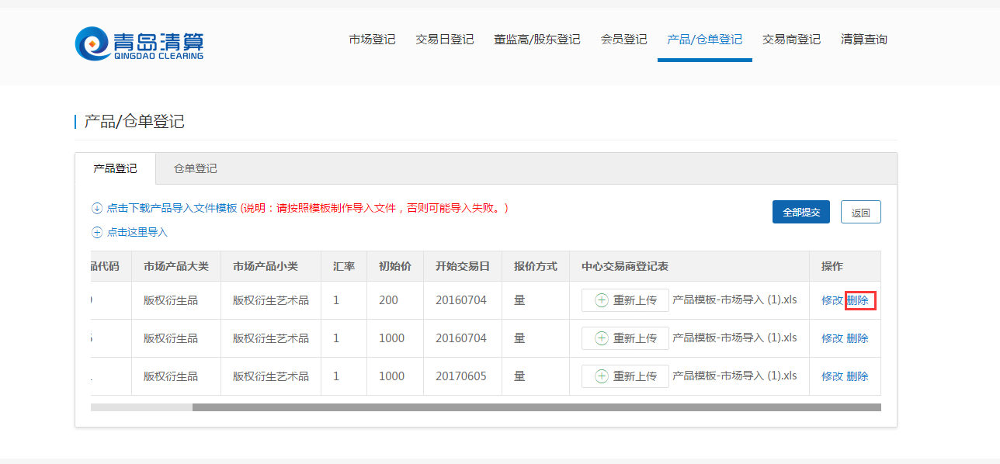 青岛清算
QINGDAO CLEARING
市场登记 交易日登记 董监高/股东登记 会员登记 产品/仓单登记 交易商登记 清算查询
产品/仓单登记
产品登记 仓单登记
点击下载产品导入文件模板 (说明：请按照模板制作导入文件，否则可能导入失败。)
全部提交 返回
点击这里导入
品代码 市场产品大类 市场产品小类 汇率 初始价 开始交易日 报价方式 中心交易商登记表 操作
版权衍生品 版权衍生艺术品 1 200 20160704 量 重新上传 产品模板-市场导入 (1).xls 修改 删除
版权衍生品 版权衍生艺术品 1 1000 20160704 量 重新上传 产品模板-市场导入 (1).xls 修改 删除
版权衍生品 版权衍生艺术品 1 1000 20170605 量 重新上传 产品模板-市场导入 (1).xls 修改 删除